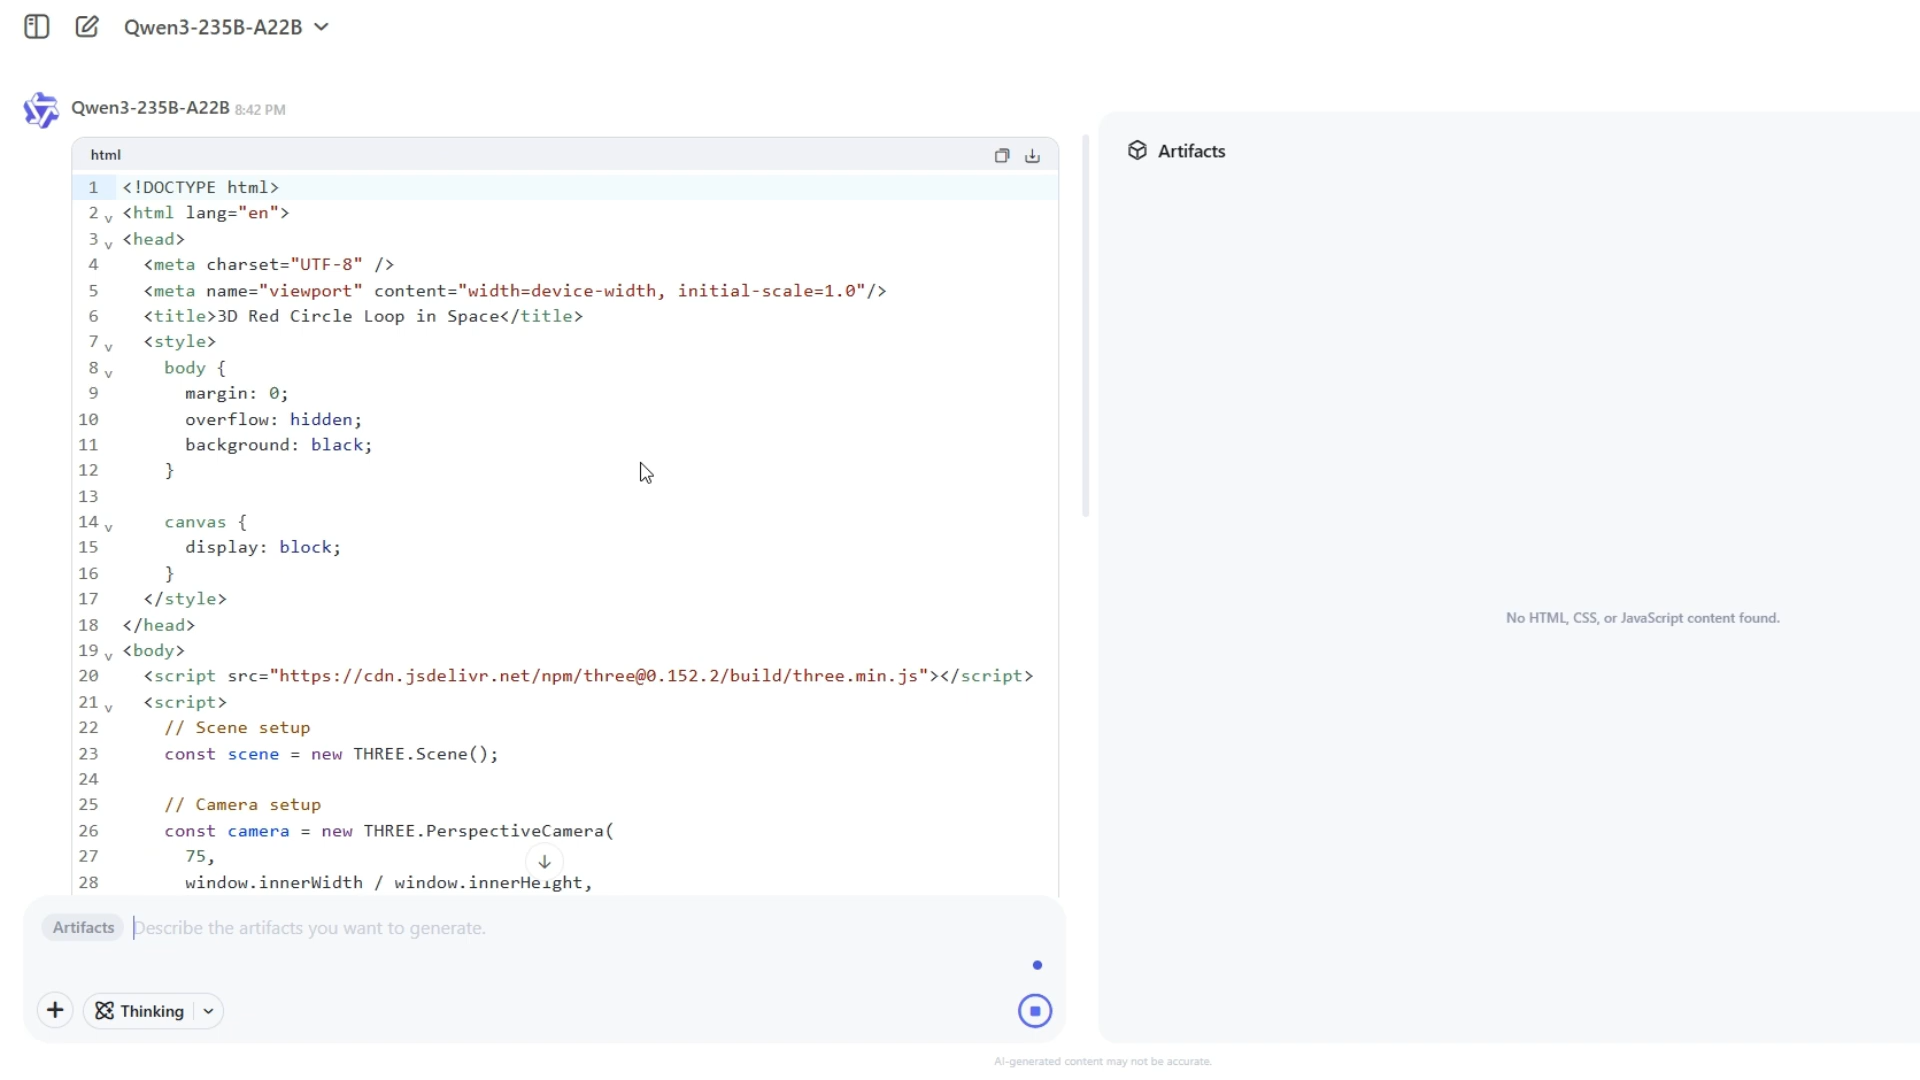 Qwen3-235B-A22B
Qwen3-235B-A22B 8:42 PM
html
1 <!DOCTYPE html>
2 <html lang="en">
3 <head>
4 <meta charset="UTF-8" />
5 <meta name="viewport" content="width=device-width, initial-scale=1.0"/>
6 <title>3D Red Circle Loop in Space</title>
7 <style>
8 body {
9 margin: 0;
10 overflow: hidden;
11 background: black;
12 }
13
14 canvas {
15 display: block;
16 }
17 </style>
18 </head>
19 <body>
20 <script src="https://cdn.jsdelivr.net/npm/three@0.152.2/build/three.min.js"></script>
21 <script>
22 // Scene setup
23 const scene = new THREE.Scene();
24
25 // Camera setup
26 const camera = new THREE.PerspectiveCamera(
27 75,
28 window.innerWidth / window.innerHeight,
Artifacts Describe the artifacts you want to generate.
Thinking
Artifacts
No HTML, CSS, or JavaScript content found.
AI-generated content may not be accurate.